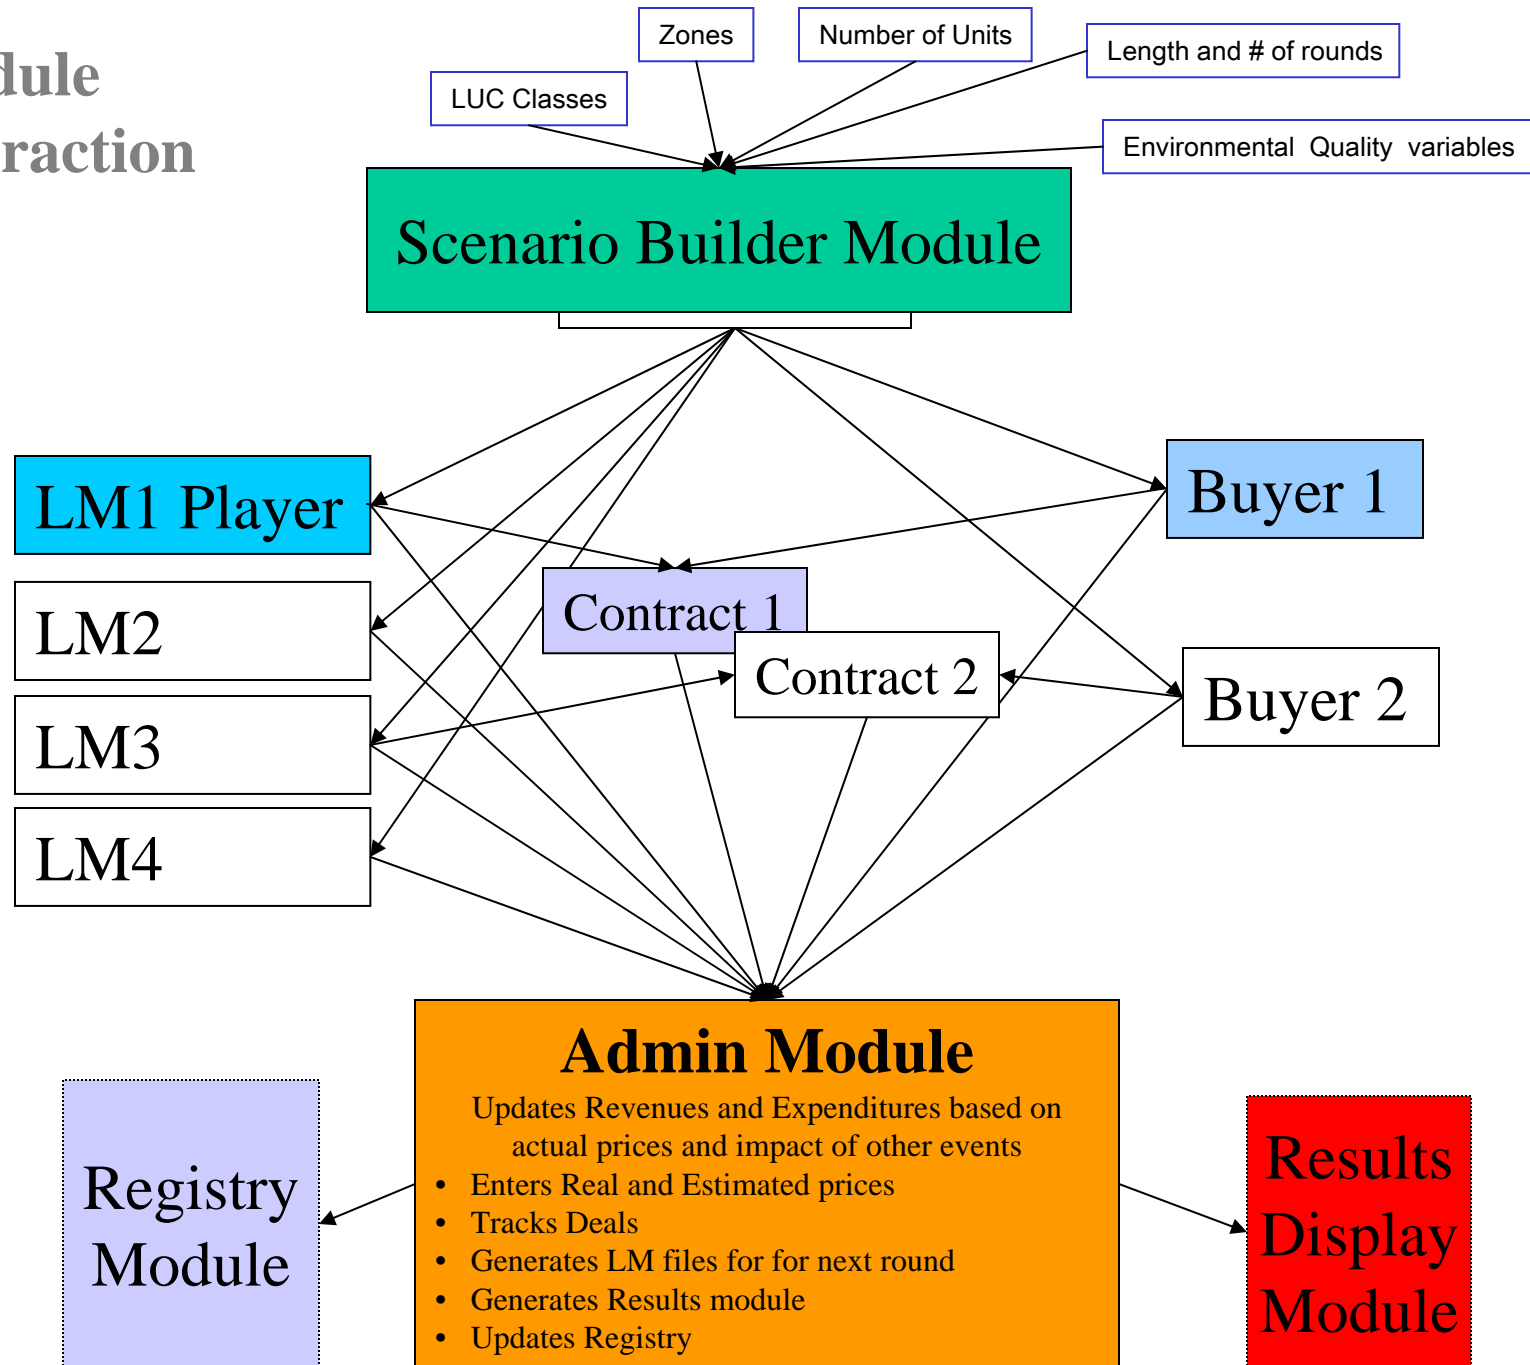 dule
raction
Zones
Number of Units
Length and # of rounds
LUC Classes
Environmental Quality variables
Scenario Builder Module
LM1 Player
Buyer 1
LM2
Contract 1
Contract 2
Buyer 2
LM3
LM4
Admin Module
Updates Revenues and Expenditures based on
actual prices and impact of other events
• Enters Real and Estimated prices
• Tracks Deals
• Generates LM files for for next round
• Generates Results module
• Updates Registry
Registry
Module
Results
Display
Module